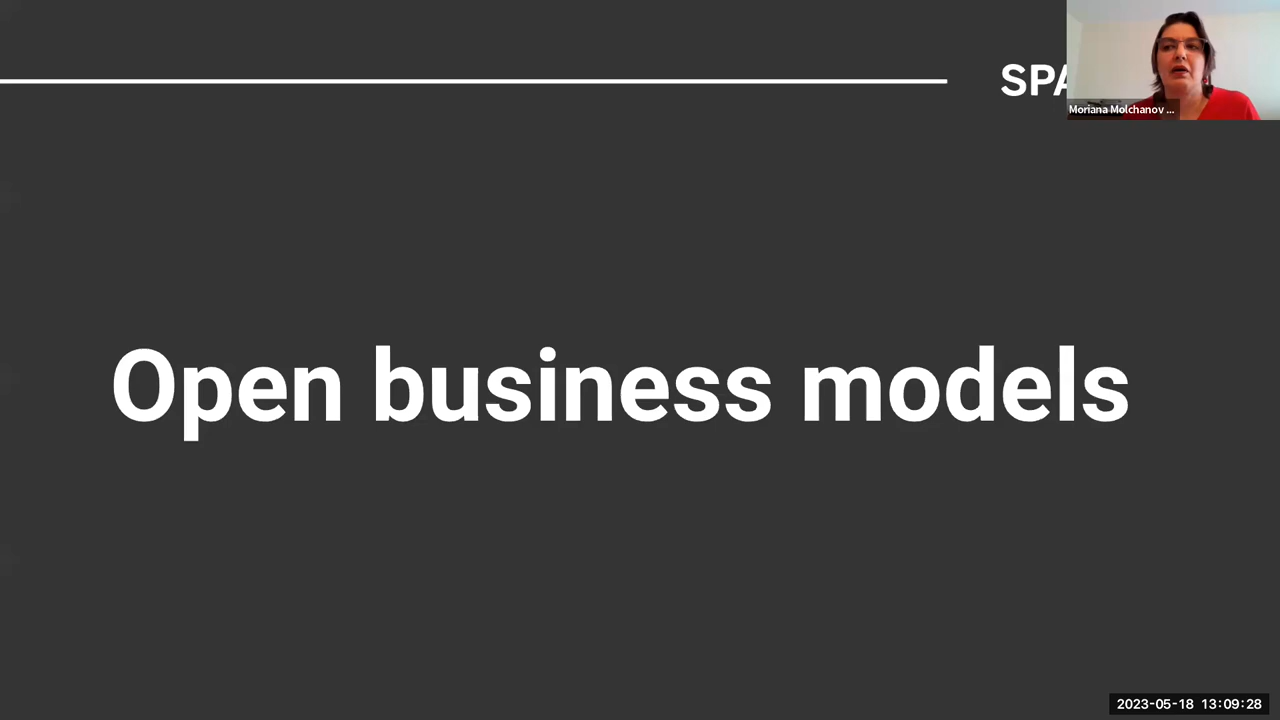 SPA
Moriana Molchanov ...
Open business models
2023-05-18 13:09:28